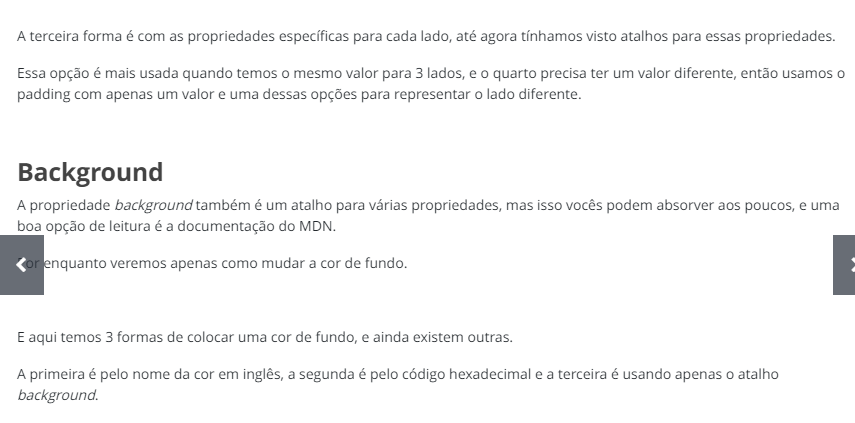 A terceira forma é com as propriedades específicas para cada lado, até agora tínhamos visto atalhos para essas propriedades.
Essa opção é mais usada quando temos o mesmo valor para 3 lados, e o quarto precisa ter um valor diferente, então usamos o
padding com apenas um valor e uma dessas opções para representar o lado diferente.
Background
A propriedade background também é um atalho para várias propriedades, mas isso vocês podem absorver aos poucos, e uma
boa opção de leitura é a documentação do MDN.
Por enquanto veremos apenas como mudar a cor de fundo.
E aqui temos 3 formas de colocar uma cor de fundo, e ainda existem outras.
A primeira é pelo nome da cor em inglês, a segunda é pelo código hexadecimal e a terceira é usando apenas o atalho
background.